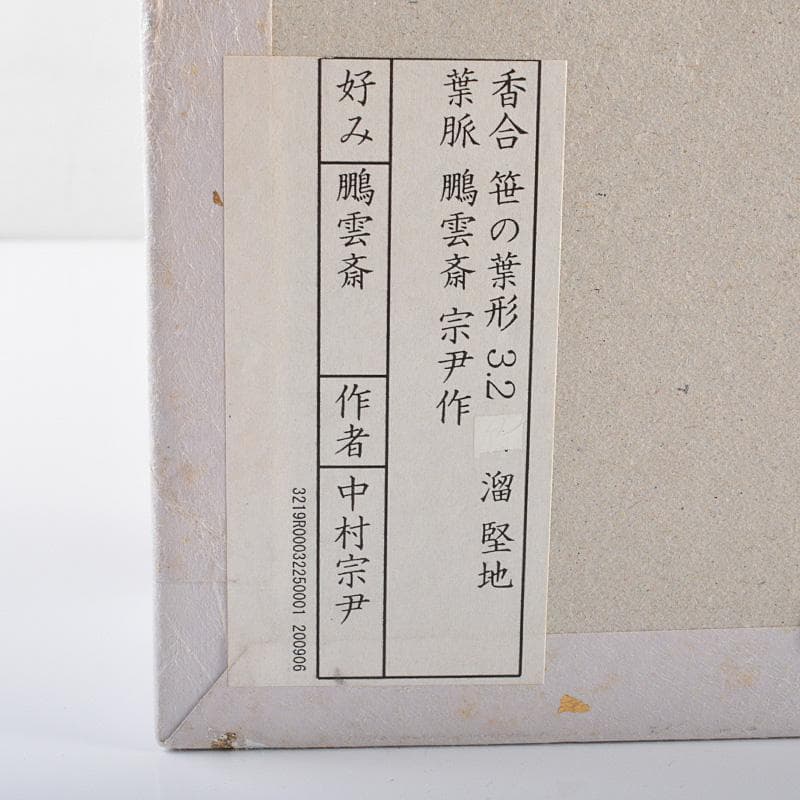 香合 笹の葉形 3.2 溜 堅地
葉脈 鵬雲斎 宗尹作
好み 鵬雲斎 作者 中村宗尹
3219R00032250001 200906